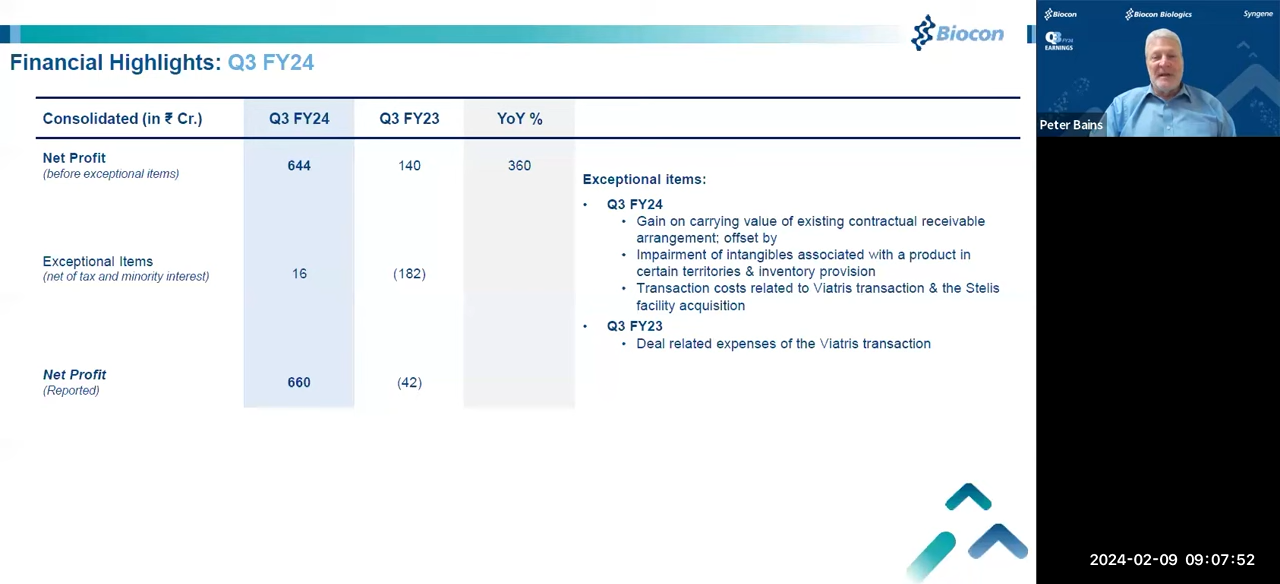 Biocon
Financial Highlights: Q3 FY24
Consolidated (in ₹ Cr.) Q3 FY24 Q3 FY23 YoY %
Net Profit 644 140 360
(before exceptional items)
Exceptional Items 16 (182)
(net of tax and minority interest)
Net Profit 660 (42)
(Reported)
Exceptional items:
• Q3 FY24
• Gain on carrying value of existing contractual receivable
arrangement; offset by
• Impairment of intangibles associated with a product in
certain territories & inventory provision
• Transaction costs related to Viatris transaction & the Stelis
facility acquisition
• Q3 FY23
• Deal related expenses of the Viatris transaction
Biocon Biocon Biologics Syngene
Q3 FY24
EARNINGS
Peter Bains
2024-02-09 09:07:52